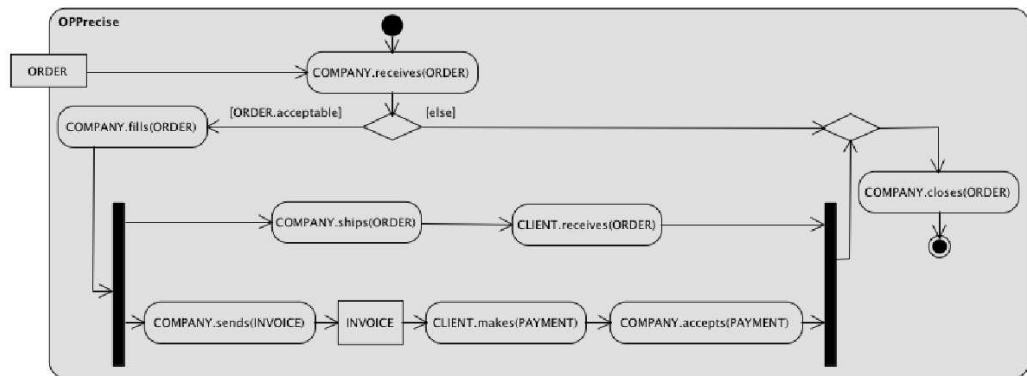 OPPrecise
ORDER
COMPANY.receives(ORDER)
[ORDER.acceptable]
[else]
COMPANY.fills(ORDER)
COMPANY.closes(ORDER)
COMPANY.ships(ORDER)
CLIENT.receives(ORDER)
COMPANY.sends(INVOICE)
INVOICE
CLIENT.makes(PAYMENT)
COMPANY.accepts(PAYMENT)